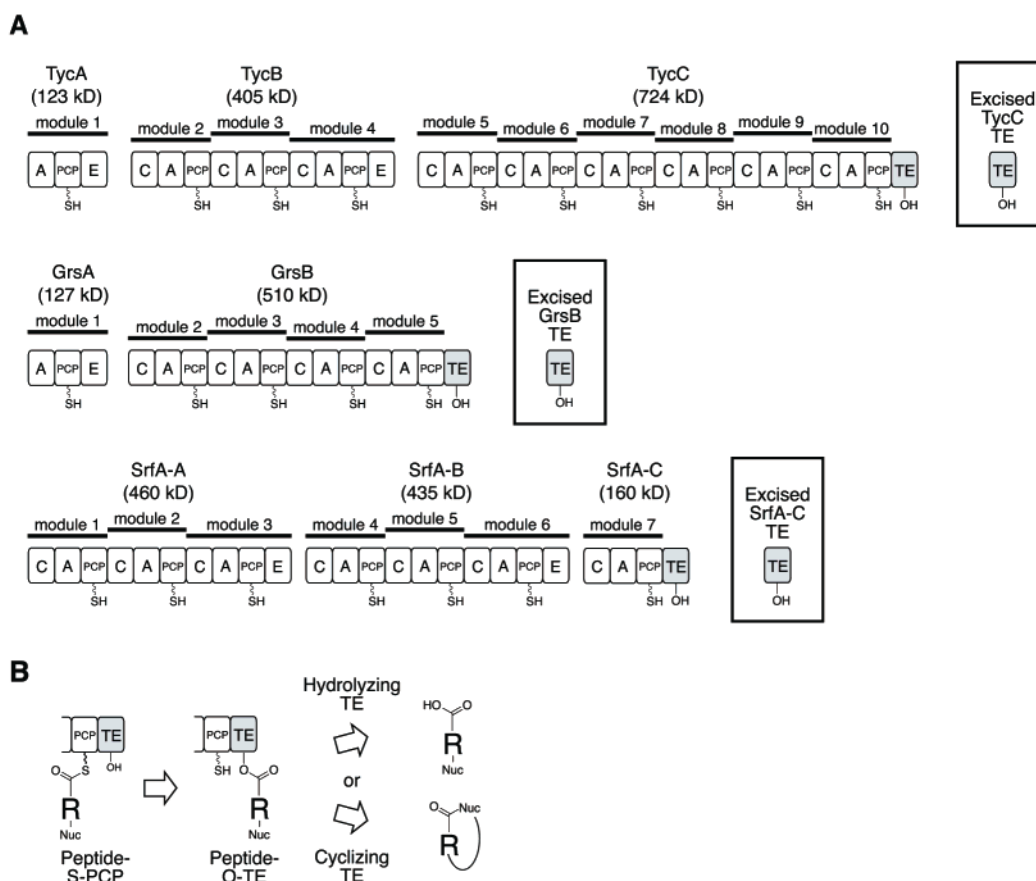 A
TycA TycB TycC
(123 kD) (405 kD) (724 kD)
Excised
TycC
TE
module 1 module 2 module 3 module 4 module 5 module 6 module 7 module 8 module 9 module 10
A PCP E C A PCP C A PCP C A PCP E C A PCP C A PCP C A PCP C A PCP C A PCP C A PCP TE TE
SH SH SH SH SH SH SH SH SH SH OH OH
GrsA GrsB
(127 kD) (510 kD)
Excised
GrsB
TE
module 1 module 2 module 3 module 4 module 5
A PCP E C A PCP C A PCP C A PCP C A PCP TE TE
SH SH SH SH SH OH OH
SrfA-A SrfA-B SrfA-C
(460 kD) (435 kD) (160 kD)
Excised
SrfA-C
TE
module 1 module 2 module 3 module 4 module 5 module 6 module 7
C A PCP C A PCP C A PCP E C A PCP C A PCP C A PCP E C A PCP TE TE
SH SH SH SH SH SH SH OH OH
B
Hydrolyzing
TE
PCP TE PCP TE
HO O
O S OH SH O O
R
Nuc
or
R R
Nuc Nuc
O Nuc
R
Peptide-
S-PCP
Peptide-
O-TE
Cyclizing
TE